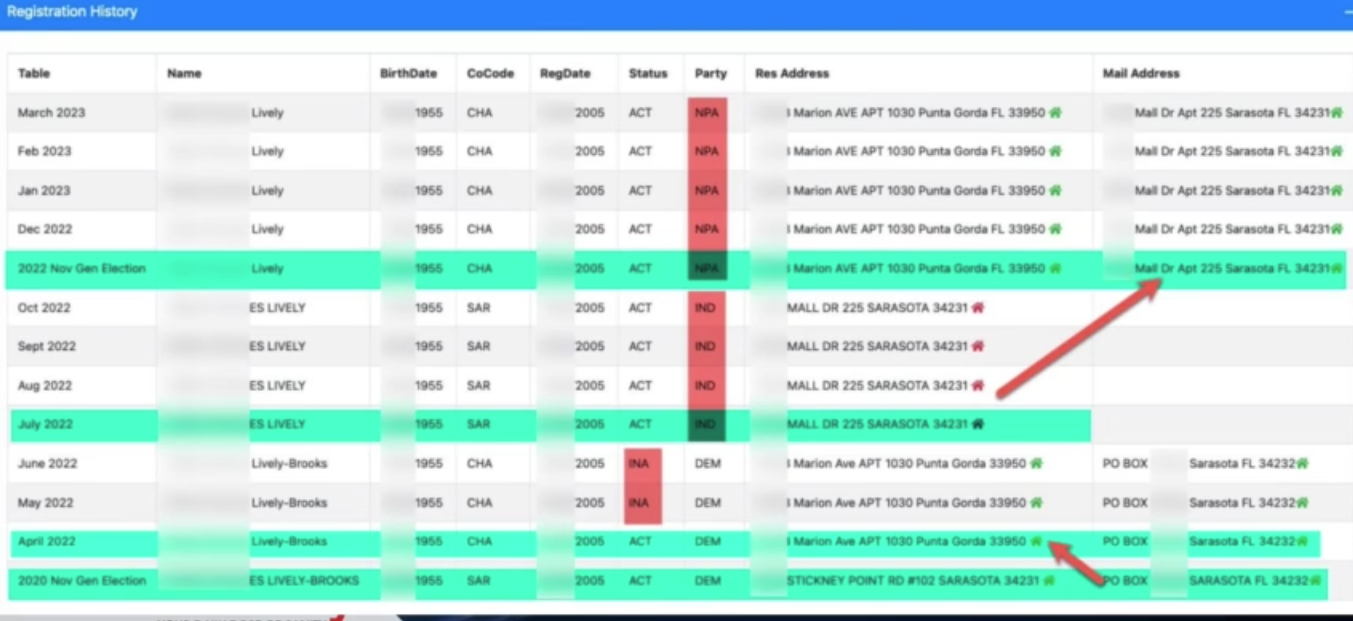 Registration History
Table Name BirthDate CoCode RegDate Status Party Res Address Mail Address
March 2023 Lively 1955 CHA 2005 ACT NPA Marion AVE APT 1030 Punta Gorda FL 33950 Mall Dr Apt 225 Sarasota FL 34231
Feb 2023 Lively 1955 CHA 2005 ACT NPA Marion AVE APT 1030 Punta Gorda FL 33950 Mall Dr Apt 225 Sarasota FL 34231
Jan 2023 Lively 1955 CHA 2005 ACT NPA Marion AVE APT 1030 Punta Gorda FL 33950 Mall Dr Apt 225 Sarasota FL 34231
Dec 2022 Lively 1955 CHA 2005 ACT NPA Marion AVE APT 1030 Punta Gorda FL 33950 Mall Dr Apt 225 Sarasota FL 34231
2022 Nov Gen Election Lively 1955 CHA 2005 ACT NPA Marion AVE APT 1030 Punta Gorda FL 33950 Mall Dr Apt 225 Sarasota FL 34231
Oct 2022 ES LIVELY 1955 SAR 2005 ACT IND MALL DR 225 SARASOTA 34231
Sept 2022 ES LIVELY 1955 SAR 2005 ACT IND MALL DR 225 SARASOTA 34231
Aug 2022 ES LIVELY 1955 SAR 2005 ACT IND MALL DR 225 SARASOTA 34231
July 2022 ES LIVELY 1955 SAR 2005 ACT IND MALL DR 225 SARASOTA 34231
June 2022 Lively-Brooks 1955 CHA 2005 INA DEM Marion Ave APT 1030 Punta Gorda 33950 PO BOX Sarasota FL 34232
May 2022 Lively-Brooks 1955 CHA 2005 INA DEM Marion Ave APT 1030 Punta Gorda 33950 PO BOX Sarasota FL 34232
April 2022 Lively-Brooks 1955 CHA 2005 ACT DEM Marion Ave APT 1030 Punta Gorda 33950 PO BOX Sarasota FL 34232
2020 Nov Gen Election ES LIVELY-BROOKS 1955 SAR 2005 ACT DEM STICKNEY POINT RD #102 SARASOTA 34231 PO BOX SARASOTA FL 34232